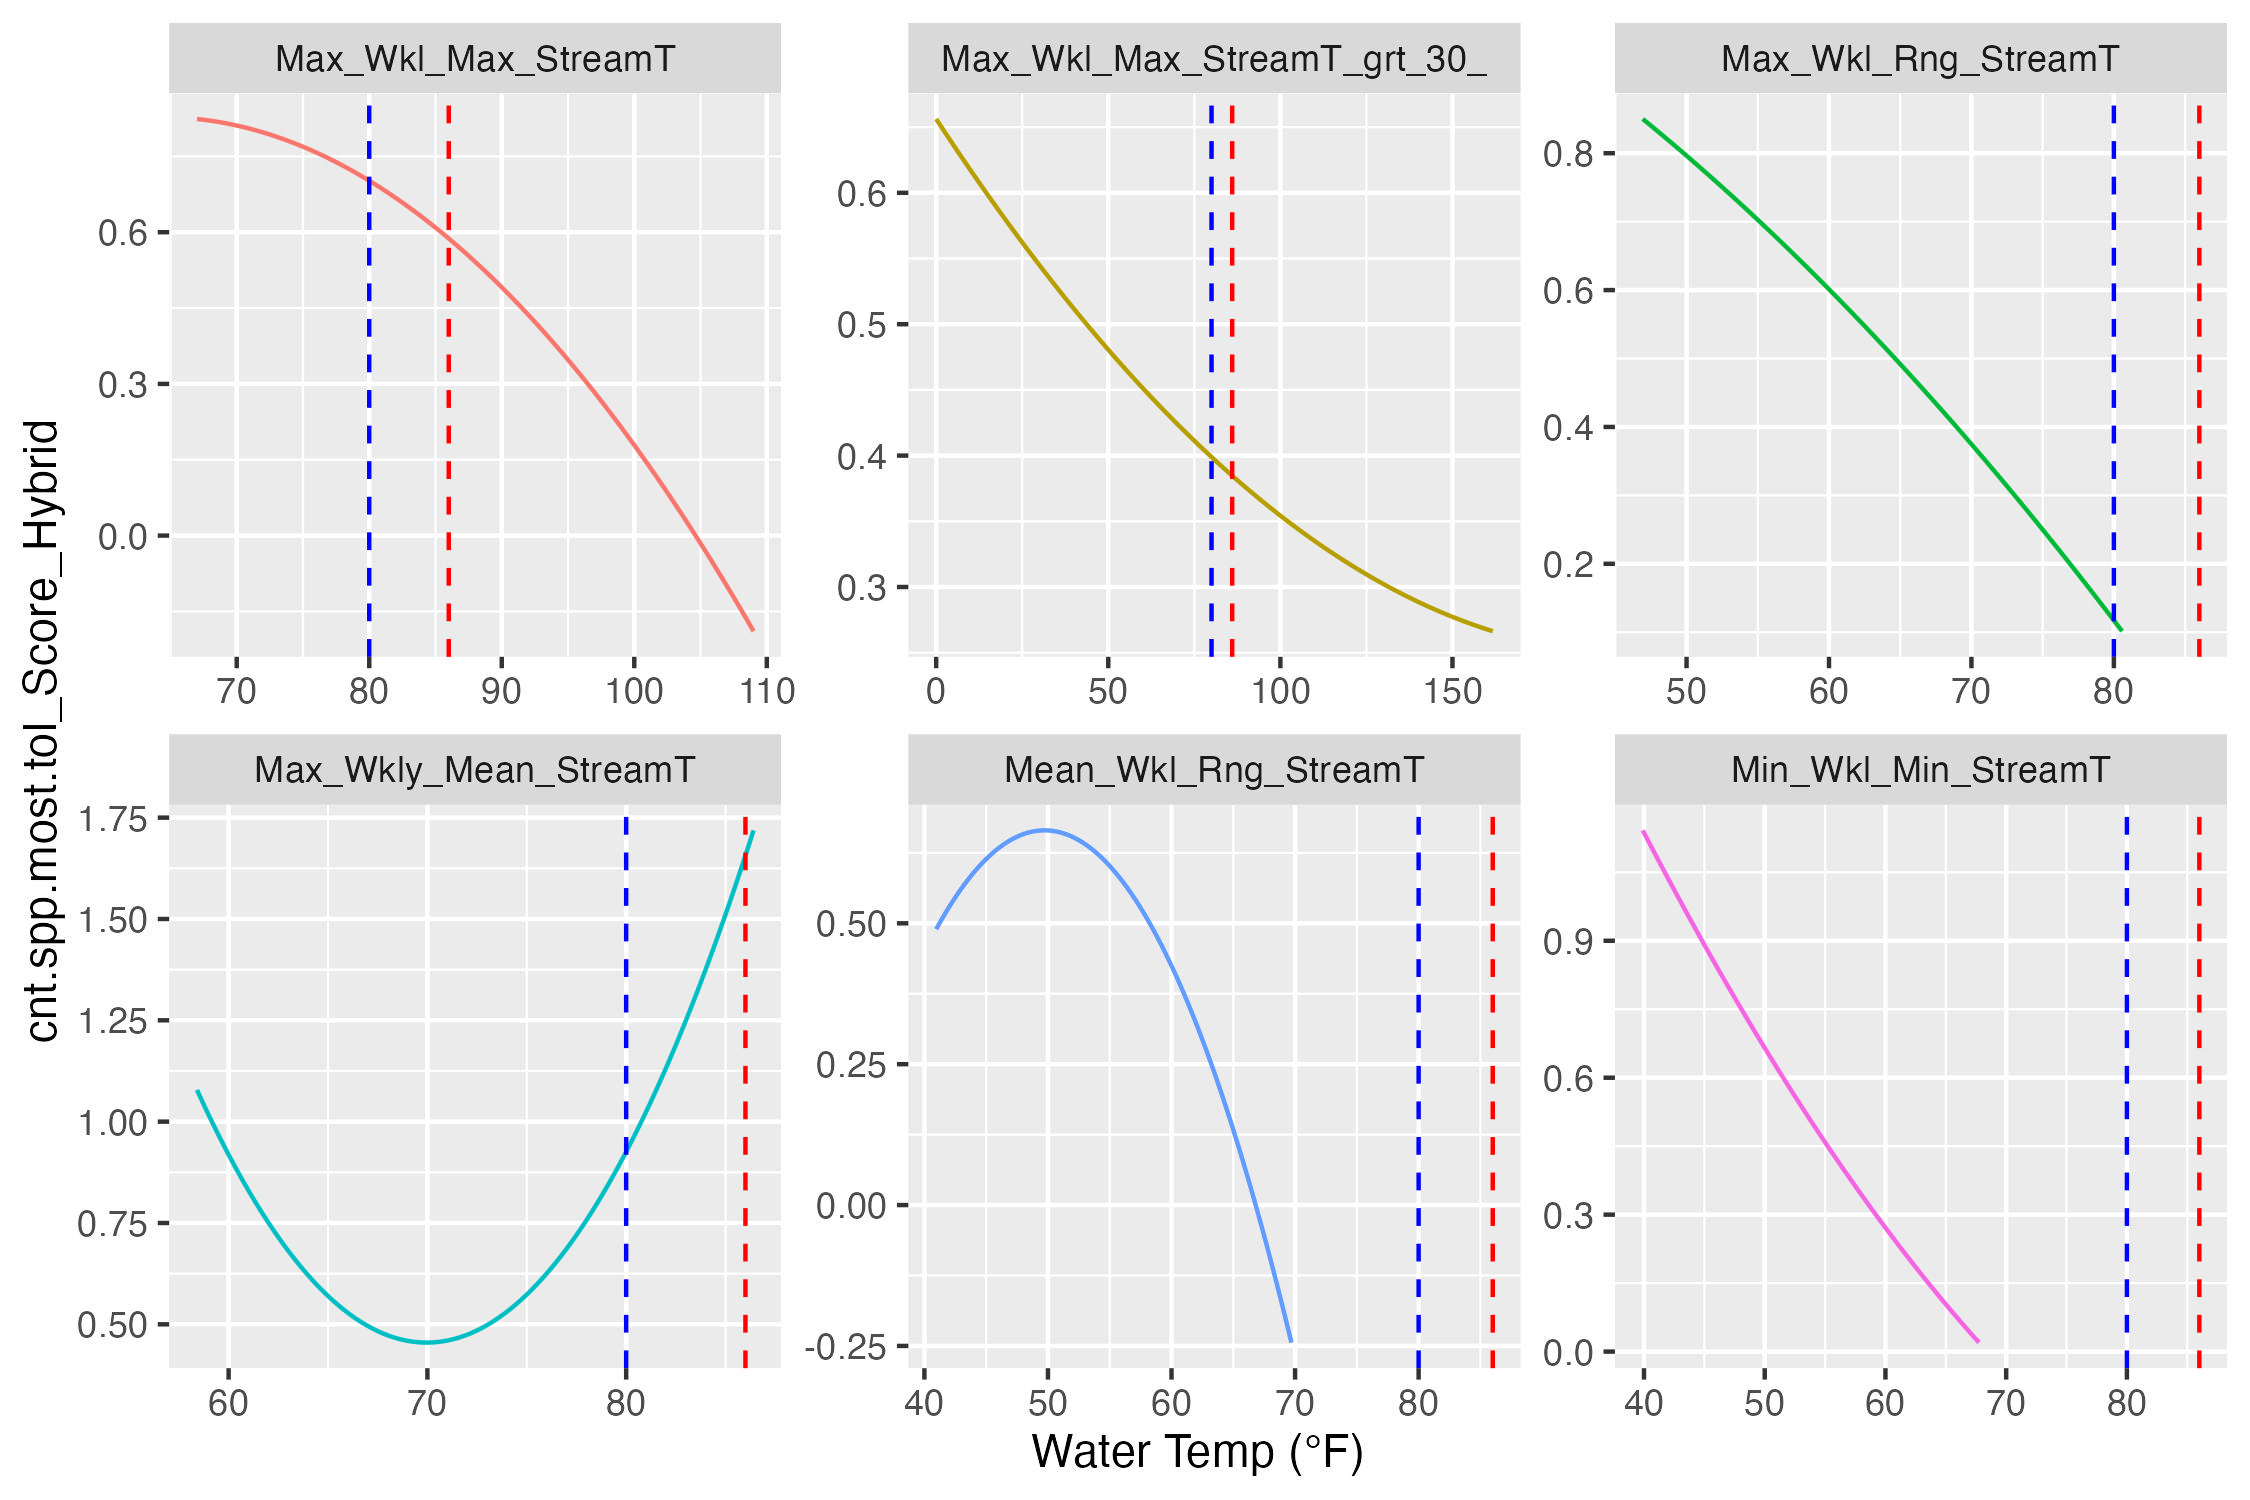 cnt.spp.most.tol_Score_Hybrid
Max_Wkl_Max_StreamT
0.6
0.3
0.0
70 80 90 100 110
Max_Wkl_Max_StreamT_grt_30_
0.6
0.5
0.4
0.3
0 50 100 150
Max_Wkl_Rng_StreamT
0.8
0.6
0.4
0.2
50 60 70 80
Max_Wkly_Mean_StreamT
1.75
1.50
1.25
1.00
0.75
0.50
60 70 80
Mean_Wkl_Rng_StreamT
0.50
0.25
0.00
-0.25
40 50 60 70 80
Min_Wkl_Min_StreamT
0.9
0.6
0.3
0.0
40 50 60 70 80
Water Temp (°F)